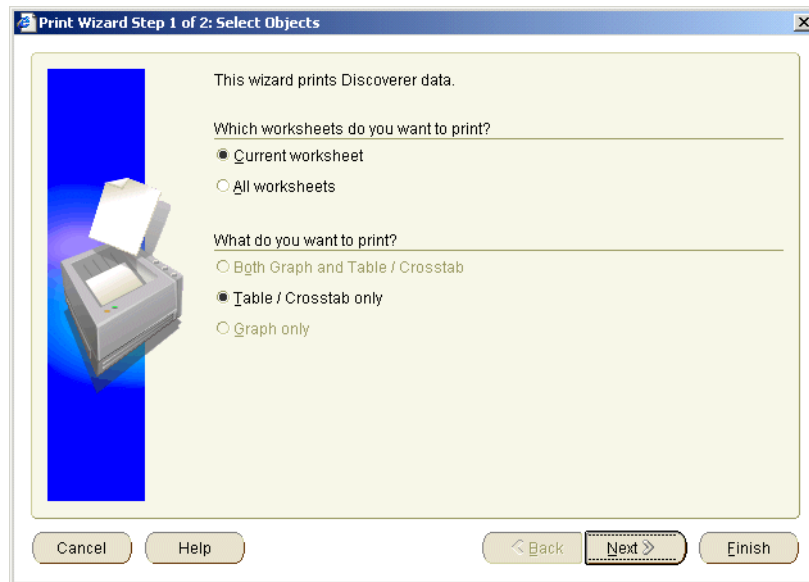 Print Wizard Step 1 of 2: Select Objects
This wizard prints Discoverer data.
Which worksheets do you want to print?
Current worksheet
All worksheets
What do you want to print?
Both Graph and Table / Crosstab
Table / Crosstab only
Graph only
Cancel Help Back Next Finish